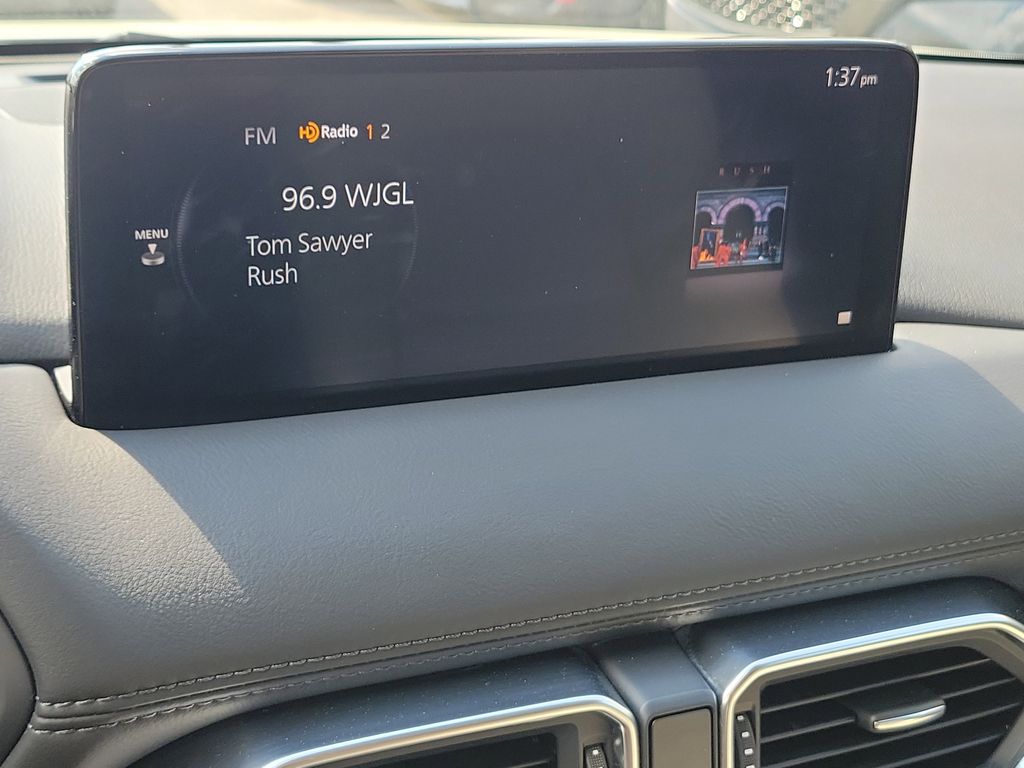 1:37pm
FM HD Radio 1 2
96.9 WJGL
MENU
Tom Sawyer
Rush
RUSH